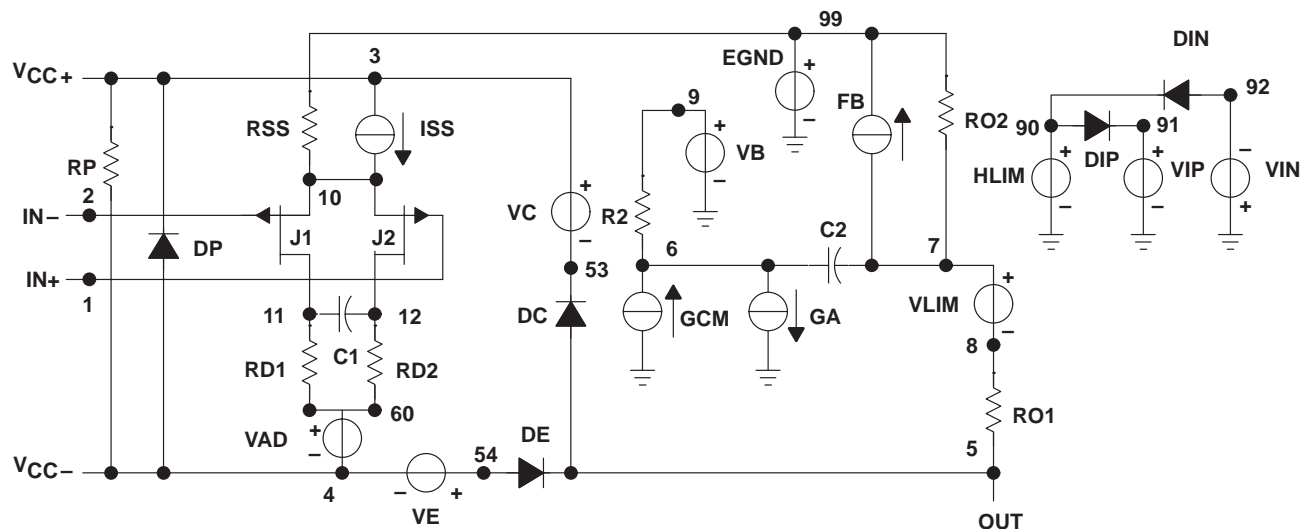 99
DIN
VCC+
3
EGND
+
−
FB
9
92
RSS
ISS
+
−
VB
RO2
90
91
DIP
RP
2
10
HLIM
+
−
+
−
VIP
−
+
VIN
IN−
J1
J2
VC
+
−
R2
C2
DP
6
7
IN+
1
53
VLIM
+
−
11
12
DC
GCM
GA
C1
8
RD1
RD2
60
RO1
VAD
+
−
DE
54
5
VCC−
4
−
+
VE
OUT